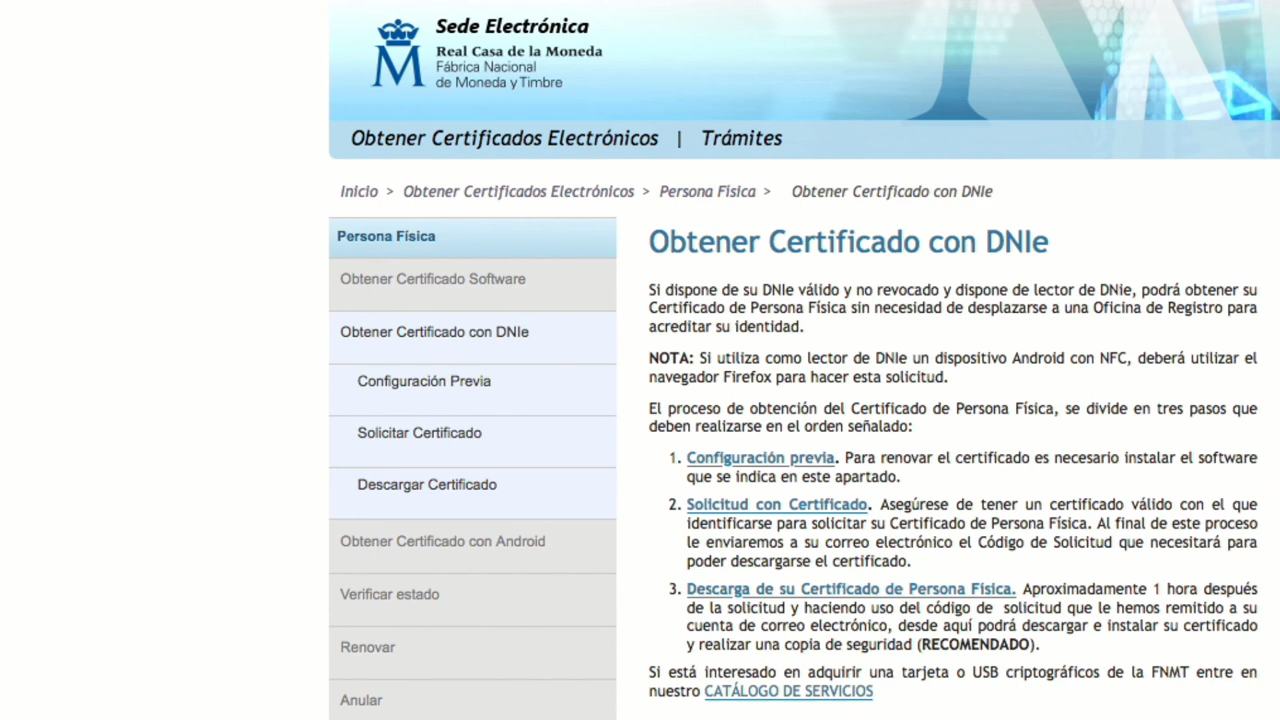 Sede Electrónica
Real Casa de la Moneda
Fábrica Nacional
de Moneda y Timbre
Obtener Certificados Electrónicos | Trámites
Inicio > Obtener Certificados Electrónicos > Persona Física > Obtener Certificado con DNIe
Persona Física
Obtener Certificado Software
Obtener Certificado con DNIe
Configuración Previa
Solicitar Certificado
Descargar Certificado
Obtener Certificado con Android
Verificar estado
Renovar
Anular
Obtener Certificado con DNIe
Si dispone de su DNIe válido y no revocado y dispone de lector de DNie, podrá obtener su
Certificado de Persona Física sin necesidad de desplazarse a una Oficina de Registro para
acreditar su identidad.
NOTA: Si utiliza como lector de DNIe un dispositivo Android con NFC, deberá utilizar el
navegador Firefox para hacer esta solicitud.
El proceso de obtención del Certificado de Persona Física, se divide en tres pasos que
deben realizarse en el orden señalado:
1. Configuración previa. Para renovar el certificado es necesario instalar el software
que se indica en este apartado.
2. Solicitud con Certificado. Asegúrese de tener un certificado válido con el que
identificarse para solicitar su Certificado de Persona Física. Al final de este proceso
le enviaremos a su correo electrónico el Código de Solicitud que necesitará para
poder descargarse el certificado.
3. Descarga de su Certificado de Persona Física. Aproximadamente 1 hora después
de la solicitud y haciendo uso del código de solicitud que le hemos remitido a su
cuenta de correo electrónico, desde aquí podrá descargar e instalar su certificado
y realizar una copia de seguridad (RECOMENDADO).
Si está interesado en adquirir una tarjeta o USB criptográficos de la FNMT entre en
nuestro CATÁLOGO DE SERVICIOS